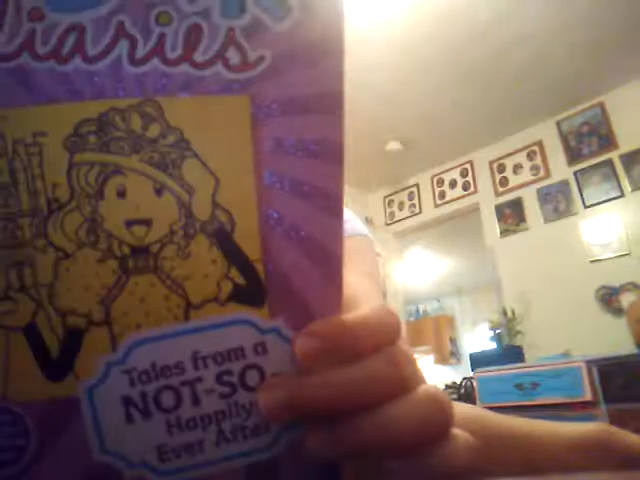 Diaries
Tales from a
NOT-SO-
Happily
Ever After